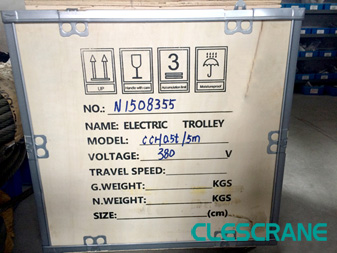 3
UP
Handle with care
Accumulation limit
Moistureproof
NO.: N1508355
NAME: ELECTRIC TROLLEY
MODEL: CCH0.5t/5m
VOLTAGE: 380 V
TRAVEL SPEED:
G.WEIGHT: KGS
N.WEIGHT: KGS
SIZE: (cm)
CLESCRANE